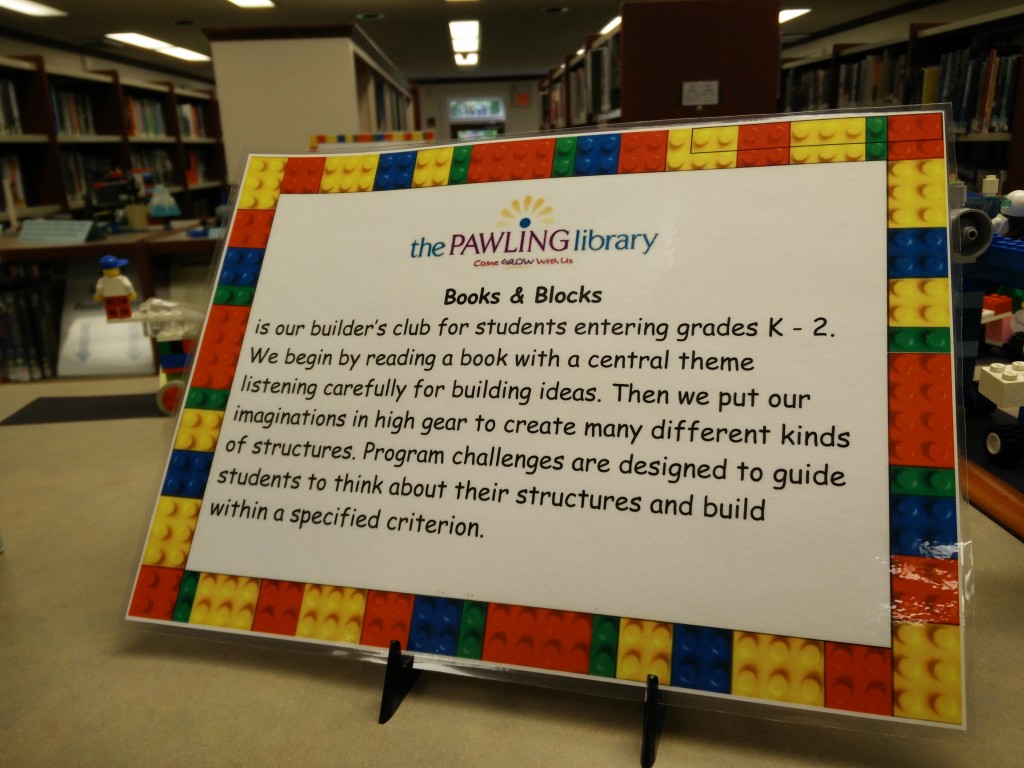 the PAWLING library
Come GROW With Us
Books & Blocks
is our builder's club for students entering grades K - 2.
We begin by reading a book with a central theme
listening carefully for building ideas. Then we put our
imaginations in high gear to create many different kinds
of structures. Program challenges are designed to guide
students to think about their structures and build
within a specified criterion.